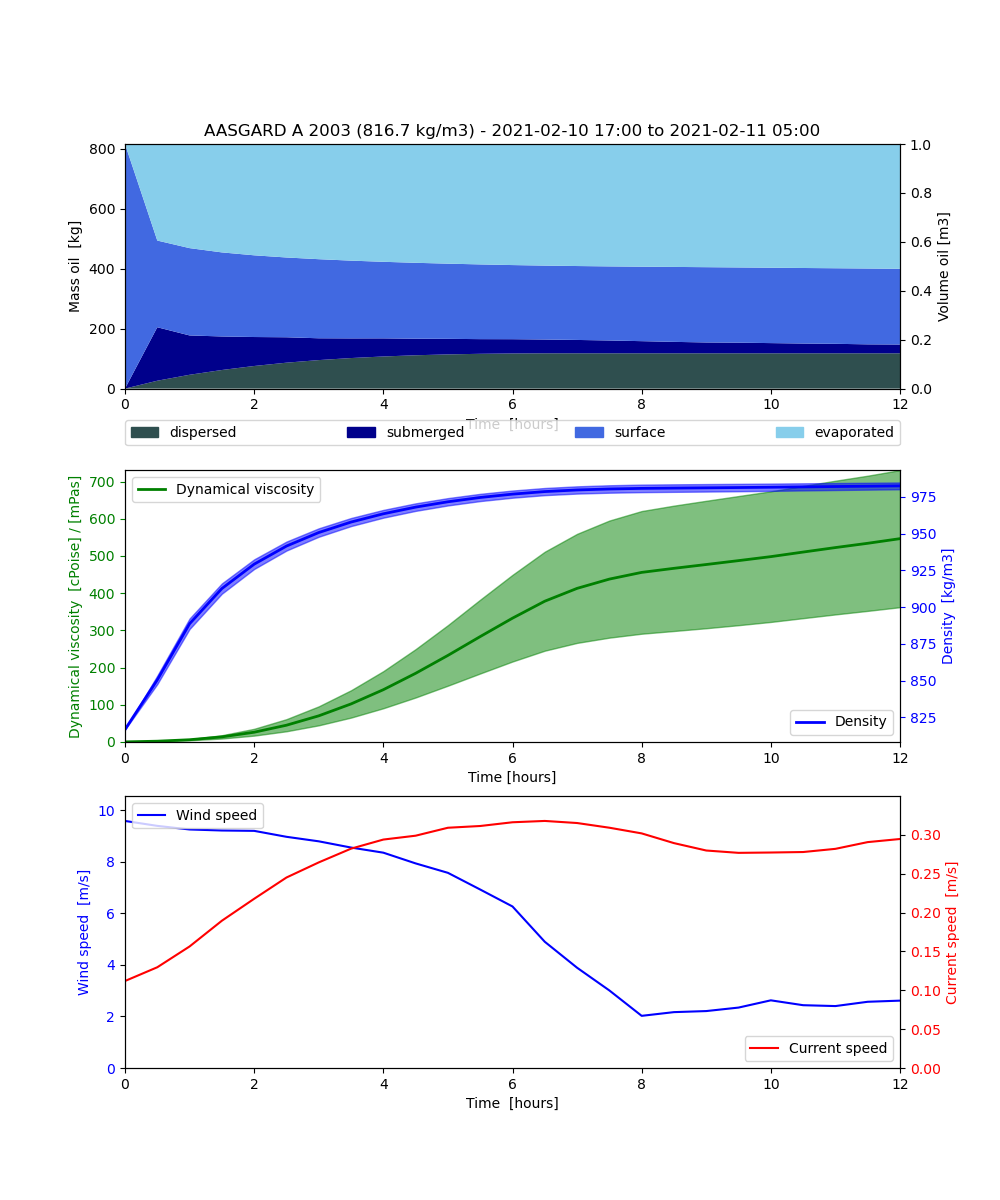 AASGARD A 2003 (816.7 kg/m3) - 2021-02-10 17:00 to 2021-02-11 05:00
Mass oil [kg]
800
600
400
200
0
Volume oil [m3]
1.0
0.8
0.6
0.4
0.2
0.0
0 2 4 6 8 10 12
Time [hours]
dispersed submerged surface evaporated
Dynamical viscosity
Dynamical viscosity [cPoise] / [mPas]
700
600
500
400
300
200
100
0
Density [kg/m3]
975
950
925
900
875
850
825
Density
0 2 4 6 8 10 12
Time [hours]
Wind speed
Wind speed [m/s]
10
8
6
4
2
0
Current speed [m/s]
0.30
0.25
0.20
0.15
0.10
0.05
0.00
Current speed
0 2 4 6 8 10 12
Time [hours]